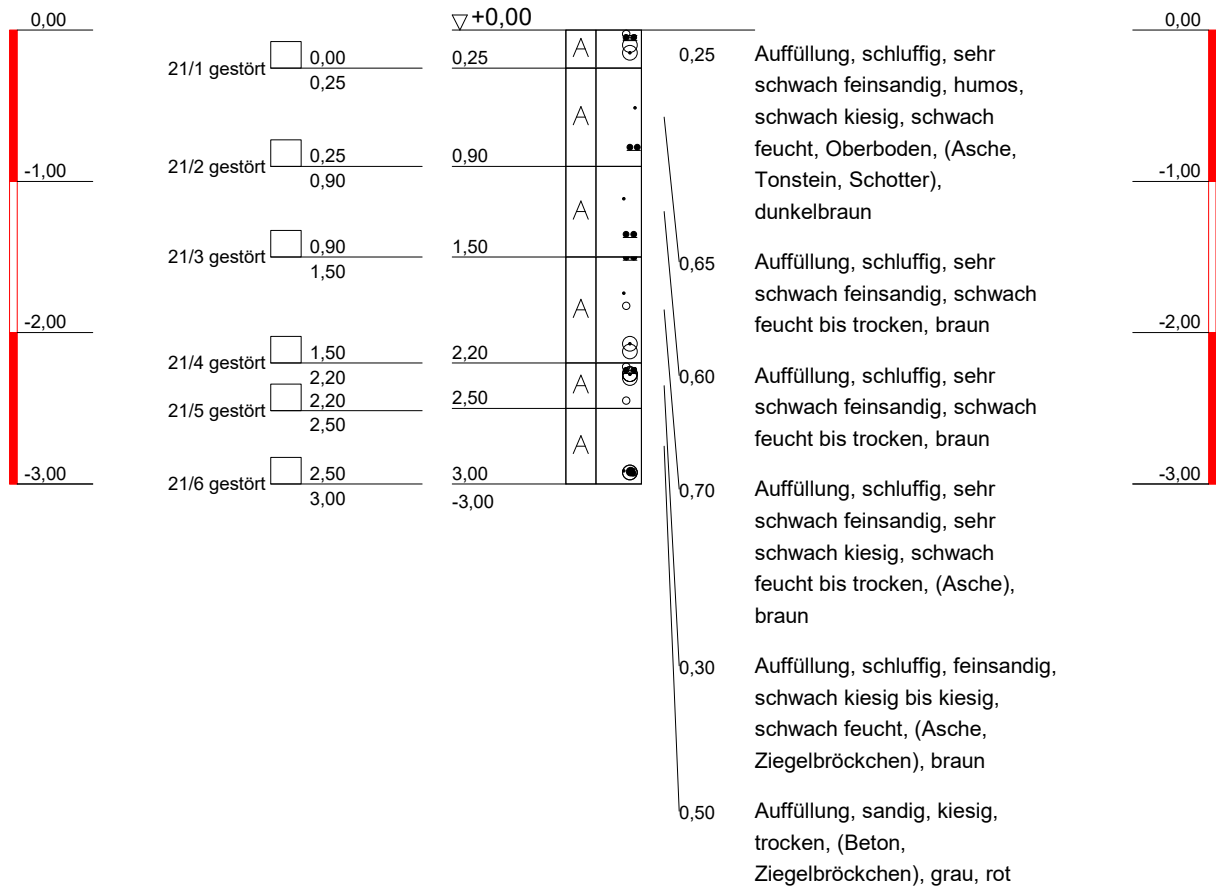 0,00
-1,00
-2,00
-3,00
21/1 gestört
0,00
0,25
21/2 gestört
0,25
0,90
21/3 gestört
0,90
1,50
21/4 gestört
1,50
2,20
21/5 gestört
2,20
2,50
21/6 gestört
2,50
3,00
+0,00
0,25
0,90
1,50
2,20
2,50
3,00
-3,00
A
A
A
A
A
A
0,25
Auffüllung, schluffig, sehr
schwach feinsandig, humos,
schwach kiesig, schwach
feucht, Oberboden, (Asche,
Tonstein, Schotter),
dunkelbraun
0,65
Auffüllung, schluffig, sehr
schwach feinsandig, schwach
feucht bis trocken, braun
0,60
Auffüllung, schluffig, sehr
schwach feinsandig, schwach
feucht bis trocken, braun
0,70
Auffüllung, schluffig, sehr
schwach feinsandig, sehr
schwach kiesig, schwach
feucht bis trocken, (Asche),
braun
0,30
Auffüllung, schluffig, feinsandig,
schwach kiesig bis kiesig,
schwach feucht, (Asche,
Ziegelbröckchen), braun
0,50
Auffüllung, sandig, kiesig,
trocken, (Beton,
Ziegelbröckchen), grau, rot
0,00
-1,00
-2,00
-3,00